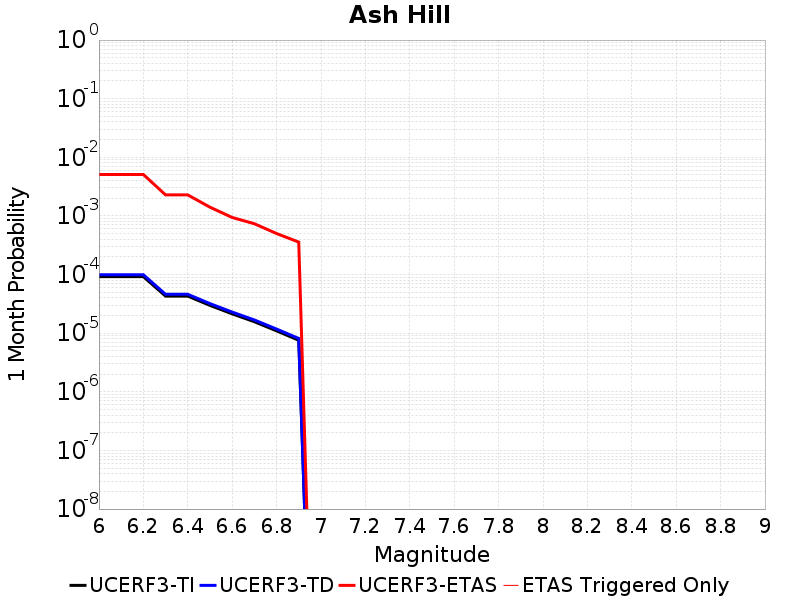 Ash Hill
1 Month Probability
10^0
10^-1
10^-2
10^-3
10^-4
10^-5
10^-6
10^-7
10^-8
6 6.2 6.4 6.6 6.8 7 7.2 7.4 7.6 7.8 8 8.2 8.4 8.6 8.8 9
Magnitude
UCERF3-TI UCERF3-TD UCERF3-ETAS ETAS Triggered Only